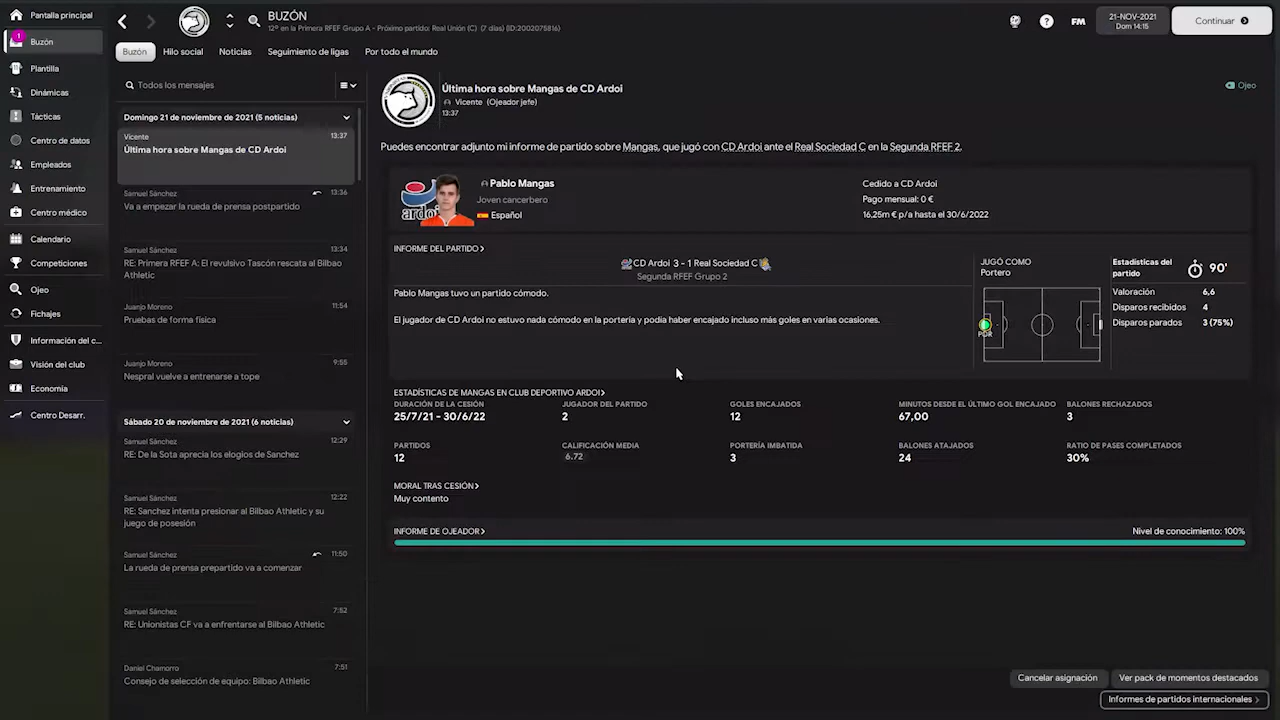 Pantalla principal
1
Buzón
Plantilla
Dinámicas
Tácticas
Centro de datos
Empleados
Entrenamiento
Centro médico
Calendario
Competiciones
Ojeo
Fichajes
Información del c...
Visión del club
Economía
Centro Desarr.
BUZÓN
12º en la Primera RFEF Grupo A - Próximo partido: Real Unión (C) (7 días) (ID:2002075816)
FM
21-NOV-2021
Dom 14:15
Continuar
Buzón
Hilo social
Noticias
Seguimiento de ligas
Por todo el mundo
Todos los mensajes
Domingo 21 de noviembre de 2021 (5 noticias)
Vicente 13:37
Última hora sobre Mangas de CD Ardoi
Samuel Sánchez 13:36
Va a empezar la rueda de prensa postpartido
Samuel Sánchez 13:34
RE: Primera RFEF A: El revulsivo Tascón rescata al Bilbao
Athletic
Juanjo Moreno 11:54
Pruebas de forma física
Juanjo Moreno 9:55
Nespral vuelve a entrenarse a tope
Sábado 20 de noviembre de 2021 (6 noticias)
Samuel Sánchez 12:29
RE: De la Sota aprecia los elogios de Sanchez
Samuel Sánchez 12:22
RE: Sanchez intenta presionar al Bilbao Athletic y su
juego de posesión
Samuel Sánchez 11:50
La rueda de prensa prepartido va a comenzar
Samuel Sánchez 7:52
RE: Unionistas CF va a enfrentarse al Bilbao Athletic
Daniel Chamorro 7:51
Consejo de selección de equipo: Bilbao Athletic
Última hora sobre Mangas de CD Ardoi
Vicente (Ojeador jefe)
13:37
Ojeo
Puedes encontrar adjunto mi informe de partido sobre Mangas, que jugó con CD Ardoi ante el Real Sociedad C en la Segunda RFEF 2.
ardoi
Pablo Mangas
Joven cancerbero
Español
Cedido a CD Ardoi
Pago mensual: 0 €
16,25m € p/a hasta el 30/6/2022
INFORME DEL PARTIDO
CD Ardoi 3 - 1 Real Sociedad C
Segunda RFEF Grupo 2
Pablo Mangas tuvo un partido cómodo.
El jugador de CD Ardoi no estuvo nada cómodo en la portería y podía haber encajado incluso más goles en varias ocasiones.
JUGÓ COMO
Portero
POR
Estadísticas del
partido
90'
Valoración 6,6
Disparos recibidos 4
Disparos parados 3 (75%)
ESTADÍSTICAS DE MANGAS EN CLUB DEPORTIVO ARDOI
DURACIÓN DE LA CESIÓN JUGADOR DEL PARTIDO GOLES ENCAJADOS MINUTOS DESDE EL ÚLTIMO GOL ENCAJADO BALONES RECHAZADOS
25/7/21 - 30/6/22 2 12 67,00 3
PARTIDOS CALIFICACIÓN MEDIA PORTERÍA IMBATIDA BALONES ATAJADOS RATIO DE PASES COMPLETADOS
12 6.72 3 24 30%
MORAL TRAS CESIÓN
Muy contento
INFORME DE OJEADOR
Nivel de conocimiento: 100%
Cancelar asignación
Ver pack de momentos destacados
Informes de partidos internacionales